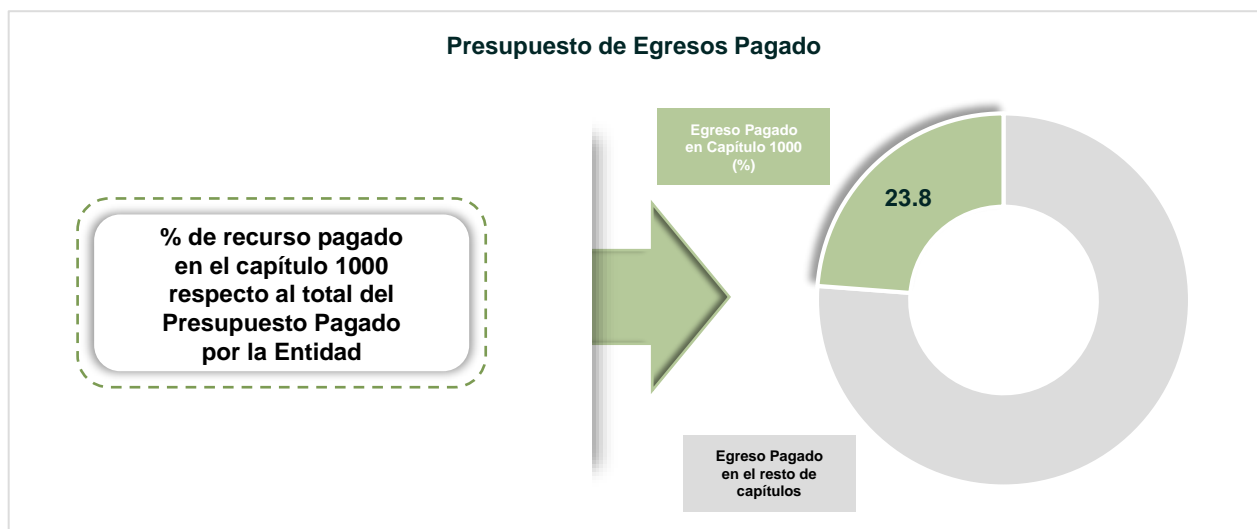 Presupuesto de Egresos Pagado
% de recurso pagado
en el capítulo 1000
respecto al total del
Presupuesto Pagado
por la Entidad
Egreso Pagado
en Capítulo 1000
(%)
23.8
Egreso Pagado
en el resto de
capítulos